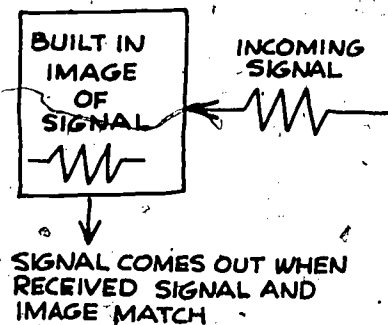 BUILT IN
IMAGE
OF
SIGNAL
INCOMING
SIGNAL
SIGNAL COMES OUT WHEN
RECEIVED SIGNAL AND
IMAGE MATCH